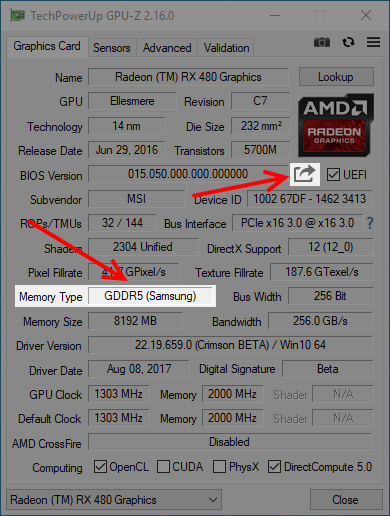 TechPowerUp GPU-Z 2.16.0
Graphics Card Sensors Advanced Validation
Name Radeon (TM) RX 480 Graphics Lookup
GPU Ellesmere Revision C7
Technology 14 nm Die Size 232 mm²
Release Date Jun 29, 2016 Transistors 5700M
BIOS Version 015.050.000.000.000000 UEFI
Subvendor MSI Device ID 1002 67DF - 1462 3413
ROPs/TMUs 32 / 144 Bus Interface PCIe x16 3.0 @ x16 3.0 ?
Shaders 2304 Unified DirectX Support 12 (12_0)
Pixel Fillrate GPixel/s Texture Fillrate 187.6 GTexel/s
Memory Type GDDR5 (Samsung) Bus Width 256 Bit
Memory Size 8192 MB Bandwidth 256.0 GB/s
Driver Version 22.19.659.0 (Crimson BETA) / Win10 64
Driver Date Aug 08, 2017 Digital Signature Beta
GPU Clock 1303 MHz Memory 2000 MHz Shader N/A
Default Clock 1303 MHz Memory 2000 MHz Shader N/A
AMD CrossFire Disabled
Computing OpenCL CUDA PhysX DirectCompute 5.0
Radeon (TM) RX 480 Graphics Close
AMD
RADEON
GRAPHICS